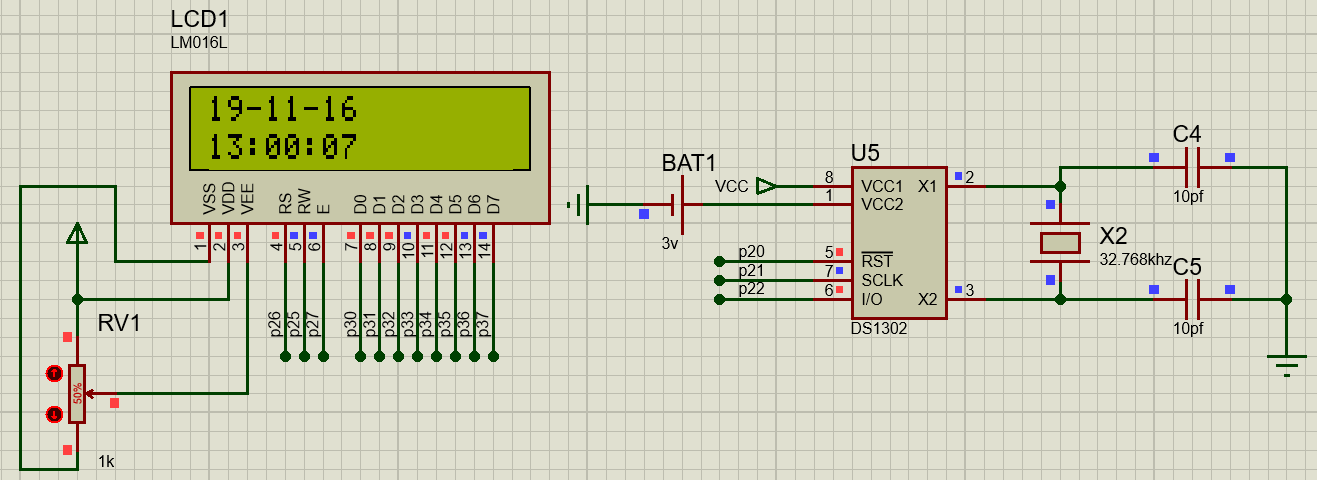 LCD1
LM016L
19-11-16
13:00:07
VSS
VDD
VEE
RS
RW
E
D0
D1
D2
D3
D4
D5
D6
D7
1
2
3
4
5
6
7
8
9
10
11
12
13
14
p26
p25
p27
p30
p31
p32
p33
p34
p35
p36
p37
RV1
50%
1k
BAT1
3v
VCC
U5
8 VCC1 X1 2
1 VCC2
p20 5 RST
p21 7 SCLK
p22 6 I/O X2 3
DS1302
C4
10pf
X2
32.768khz
C5
10pf